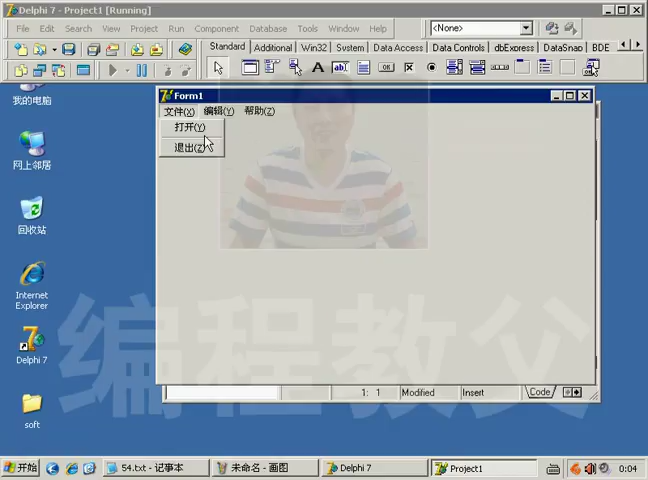 Delphi 7 - Project1 [Running]
File Edit Search View Project Run Component Database Tools Window Help
<None>
Standard Additional Win32 System Data Access Data Controls dbExpress DataSnap BDE
我的电脑
网上邻居
回收站
Internet Explorer
Delphi 7
soft
Form1
文件(X) 编辑(Y) 帮助(Z)
打开(Y)
退出(Z)
编程教父
1: 1 Modified Insert Code
开始 54.txt - 记事本 未命名 - 画图 Delphi 7 Project1 0:04